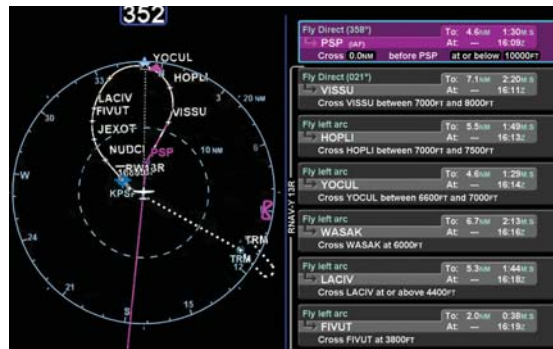 352
YOCUL
HOPLI
33
LACIV
FIVUT
VISSU
20 NM
JEXOT
NUDCI
10 NM
PSP
RW13R
W
KPSP
24
TRM
TRM
12
21
15
S
RNAV-Y 13R
Fly Direct (358°) To: 4.6NM 1:30M:S
PSP (IAF) At: --- 16:09Z
Cross 0.0NM before PSP at or below 10000FT
Fly Direct (021°) To: 7.1NM 2:20M:S
VISSU At: --- 16:11Z
Cross VISSU between 7000FT and 8000FT
Fly left arc To: 5.5NM 1:49M:S
HOPLI At: --- 16:13Z
Cross HOPLI between 7000FT and 7500FT
Fly left arc To: 4.6NM 1:29M:S
YOCUL At: --- 16:14Z
Cross YOCUL between 6600FT and 7000FT
Fly left arc To: 6.7NM 2:13M:S
WASAK At: --- 16:16Z
Cross WASAK at 6000FT
Fly left arc To: 5.3NM 1:44M:S
LACIV At: --- 16:18Z
Cross LACIV at or above 4400FT
Fly left arc To: 2.0NM 0:38M:S
FIVUT At: --- 16:19Z
Cross FIVUT at 3800FT